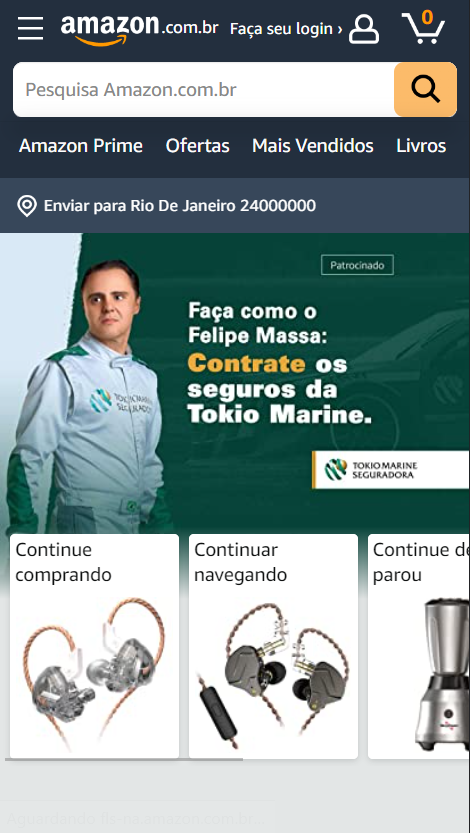 amazon.com.br
Faça seu login ›
0
Pesquisa Amazon.com.br
Amazon Prime
Ofertas
Mais Vendidos
Livros
Enviar para Rio De Janeiro 24000000
Patrocinado
Faça como o
Felipe Massa:
Contrate os
seguros da
Tokio Marine.
TOKIO MARINE
SEGURADORA
TOKIO MARINE
SEGURADORA
Continue
comprando
Continuar
navegando
Continue de
parou